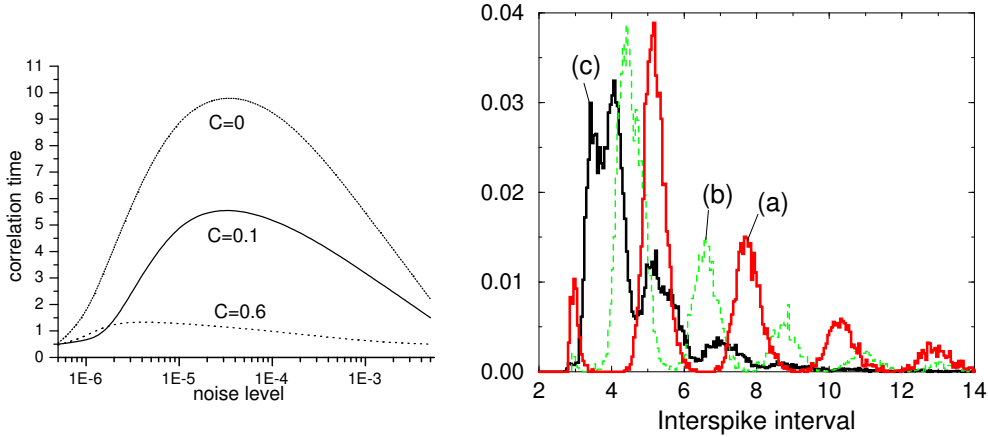 11
10
9
8
7
6
5
4
3
2
1
0
correlation time
C=0
C=0.1
C=0.6
1E-6 1E-5 1E-4 1E-3
noise level
0.04
0.03
0.02
0.01
0.00
(c)
(b)
(a)
2 4 6 8 10 12 14
Interspike interval